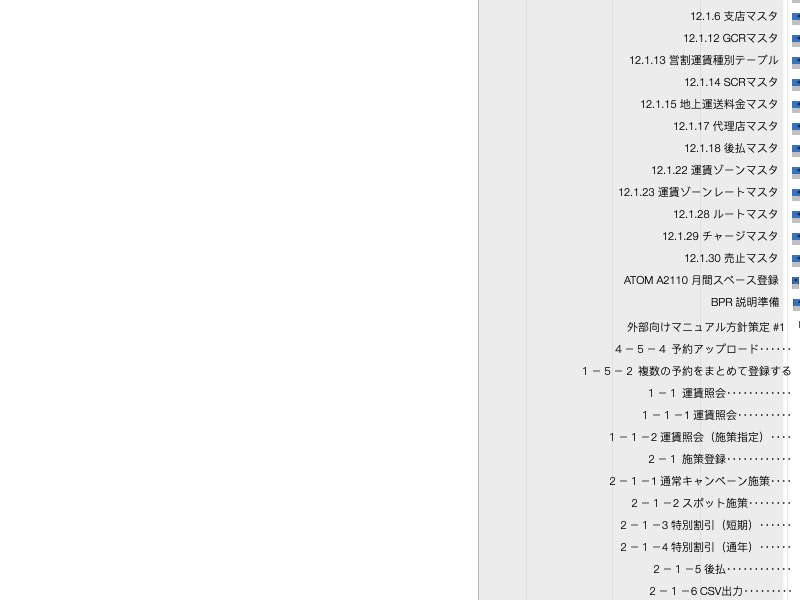 12.1.6 支店マスタ
12.1.12 GCRマスタ
12.1.13 営割運賃種別テーブル
12.1.14 SCRマスタ
12.1.15 地上運送料金マスタ
12.1.17 代理店マスタ
12.1.18 後払マスタ
12.1.22 運賃ゾーンマスタ
12.1.23 運賃ゾーンレートマスタ
12.1.28 ルートマスタ
12.1.29 チャージマスタ
12.1.30 売止マスタ
ATOM A2110 月間スペース登録
BPR 説明準備
外部向けマニュアル方針策定 #1
4－5－4 予約アップロード······
1－5－2 複数の予約をまとめて登録する
1－1 運賃照会············
1－1－1 運賃照会··········
1－1－2 運賃照会（施策指定）····
2－1 施策登録············
2－1－1 通常キャンペーン施策····
2－1－2 スポット施策········
2－1－3 特別割引（短期）······
2－1－4 特別割引（通年）······
2－1－5 後払············
2－1－6 CSV出力·········